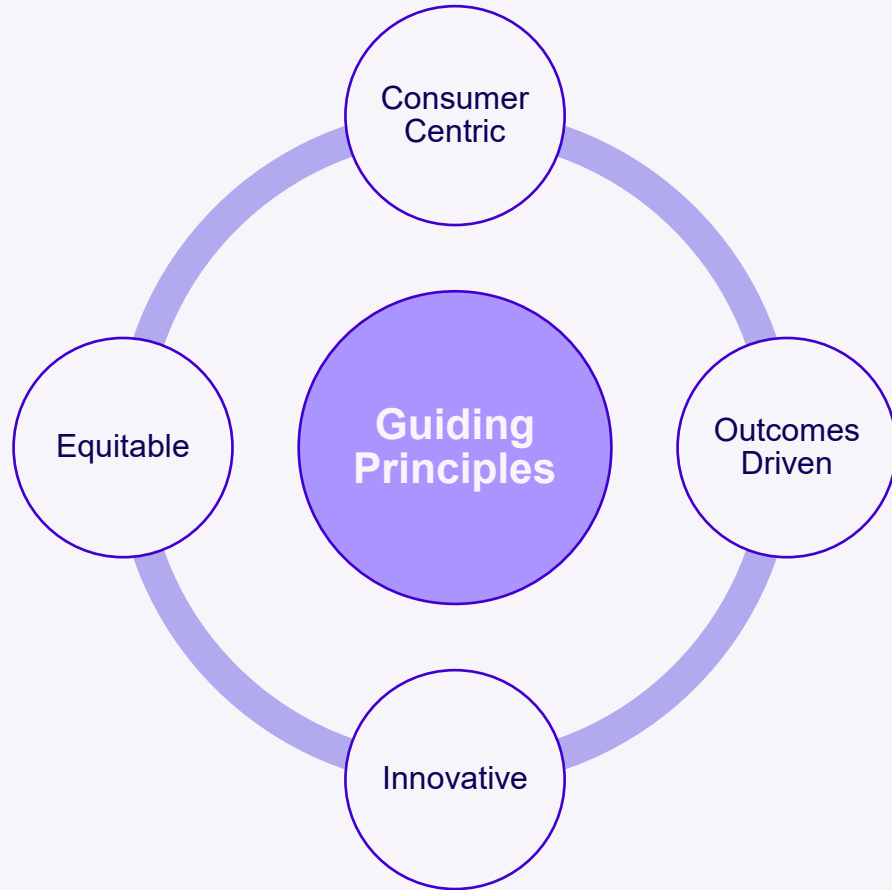 Consumer
Centric
Equitable
Guiding
Principles
Outcomes
Driven
Innovative